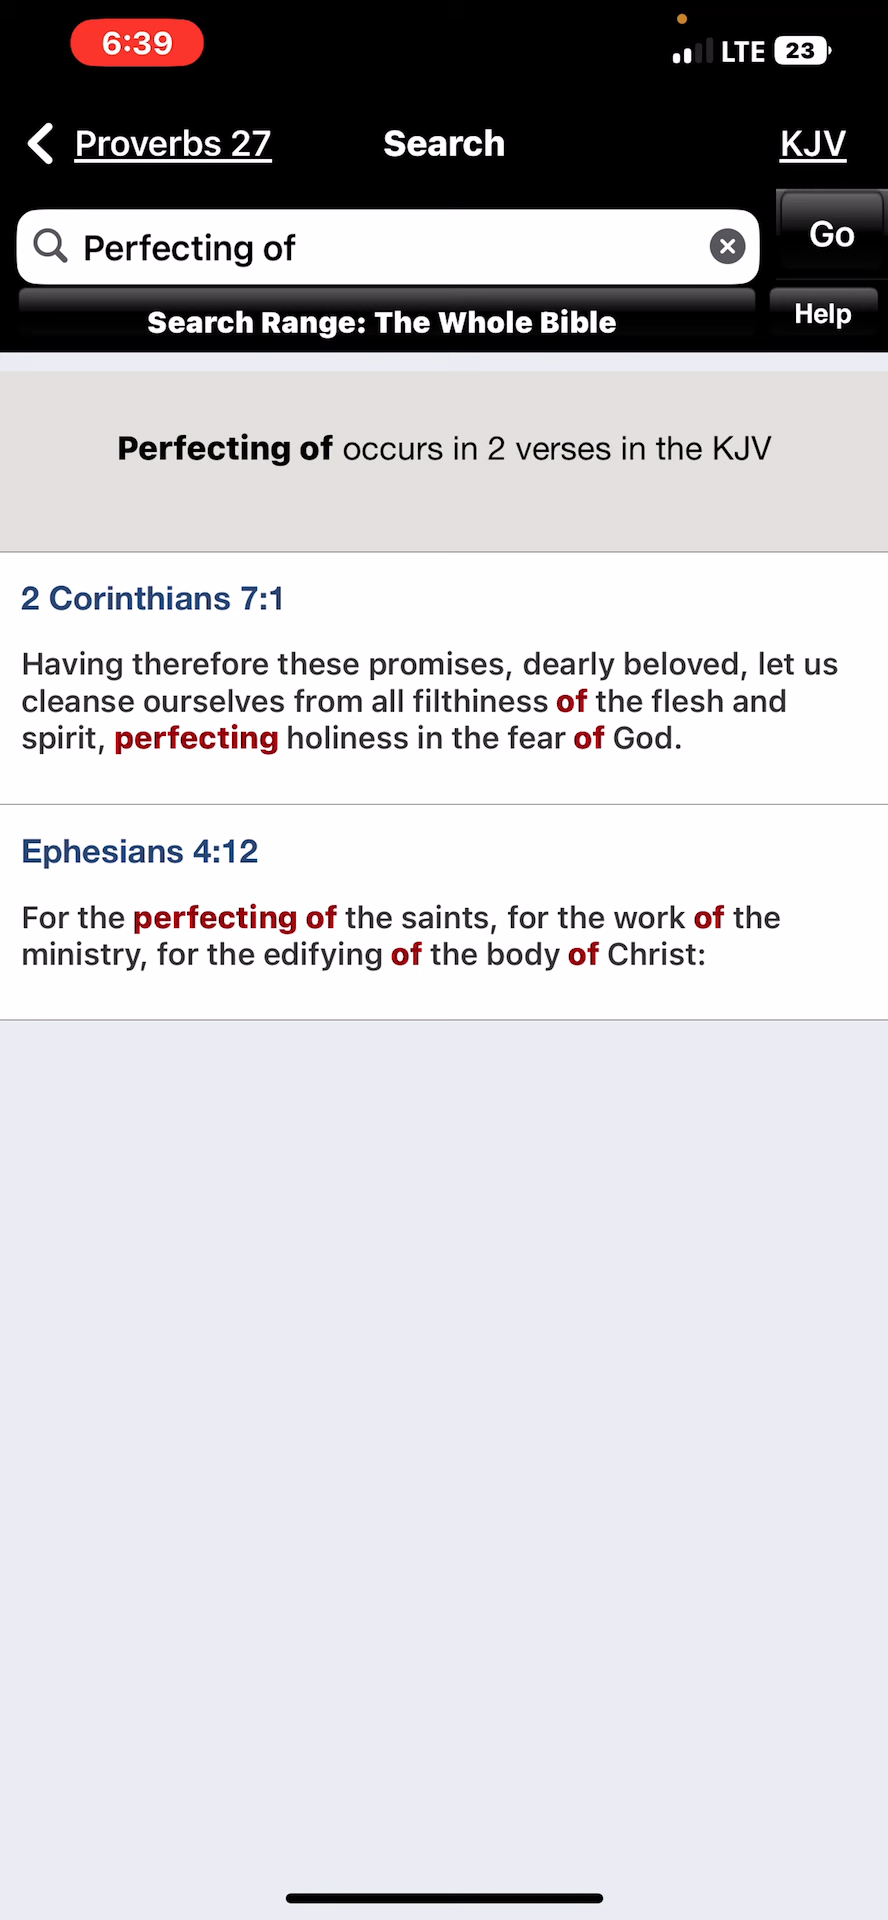 6:39
LTE 23
Proverbs 27 Search KJV
Perfecting of
Go
Search Range: The Whole Bible
Help
Perfecting of occurs in 2 verses in the KJV
2 Corinthians 7:1
Having therefore these promises, dearly beloved, let us
cleanse ourselves from all filthiness of the flesh and
spirit, perfecting holiness in the fear of God.
Ephesians 4:12
For the perfecting of the saints, for the work of the
ministry, for the edifying of the body of Christ: